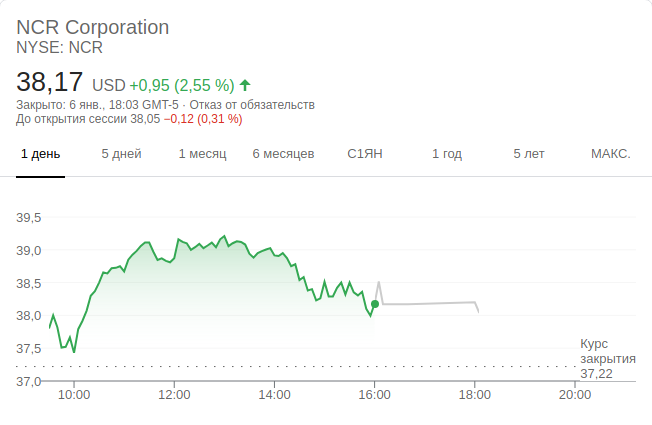 NCR Corporation
NYSE: NCR
38,17 USD +0,95 (2,55 %)
Закрыто: 6 янв., 18:03 GMT-5 · Отказ от обязательств
До открытия сессии 38,05 −0,12 (0,31 %)
1 день 5 дней 1 месяц 6 месяцев С1ЯН 1 год 5 лет МАКС.
39,5
39,0
38,5
38,0
37,5
37,0
Курс
закрытия
37,22
10:00 12:00 14:00 16:00 18:00 20:00